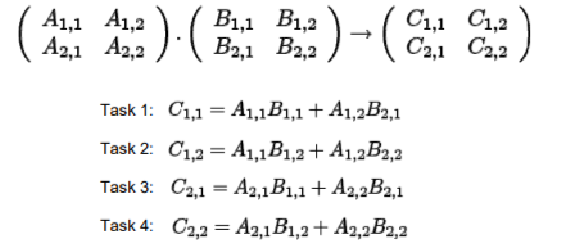 ( A1,1 A1,2 ) · ( B1,1 B1,2 ) → ( C1,1 C1,2 )
( A2,1 A2,2 ) ( B2,1 B2,2 ) ( C2,1 C2,2 )
Task 1: C1,1 = A1,1B1,1 + A1,2B2,1
Task 2: C1,2 = A1,1B1,2 + A1,2B2,2
Task 3: C2,1 = A2,1B1,1 + A2,2B2,1
Task 4: C2,2 = A2,1B1,2 + A2,2B2,2